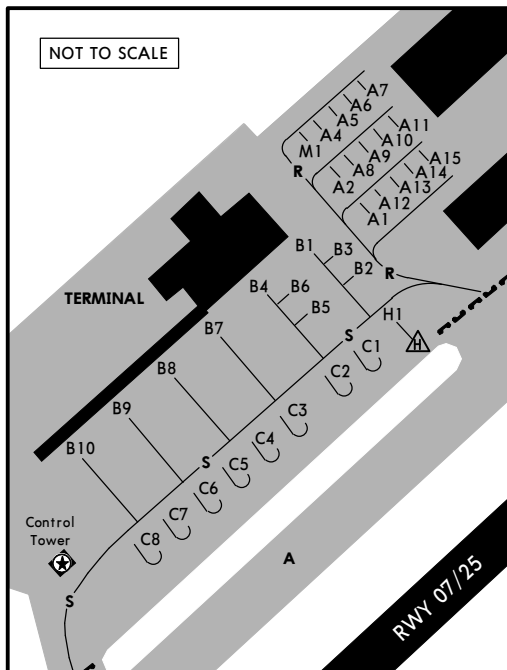 NOT TO SCALE
A7
A6
A5
A4
M1
A11
A10
A9
A8
A2
A15
A14
A13
A12
A1
R
R
B1
B3
B2
B4
B6
B5
TERMINAL
B7
H1
H
S
C1
C2
B8
C3
B9
C4
S
C5
B10
C6
C7
C8
Control
Tower
A
S
RWY 07/25